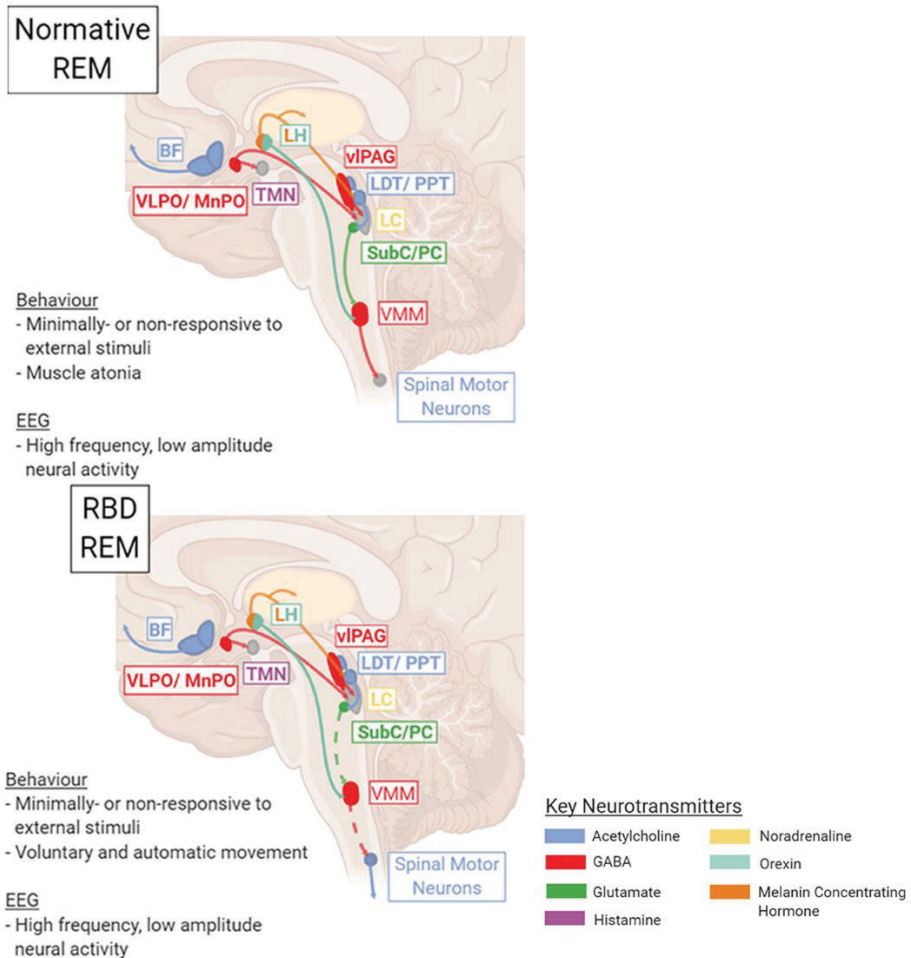 Normative
REM
BF
LH
vlPAG
LDT/ PPT
VLPO/ MnPO
TMN
LC
SubC/PC
VMM
Spinal Motor
Neurons
Behaviour
- Minimally- or non-responsive to
external stimuli
- Muscle atonia
EEG
- High frequency, low amplitude
neural activity
RBD
REM
BF
LH
vlPAG
LDT/ PPT
VLPO/ MnPO
TMN
LC
SubC/PC
VMM
Spinal Motor
Neurons
Behaviour
- Minimally- or non-responsive to
external stimuli
- Voluntary and automatic movement
EEG
- High frequency, low amplitude
neural activity
Key Neurotransmitters
Acetylcholine
GABA
Glutamate
Histamine
Noradrenaline
Orexin
Melanin Concentrating
Hormone